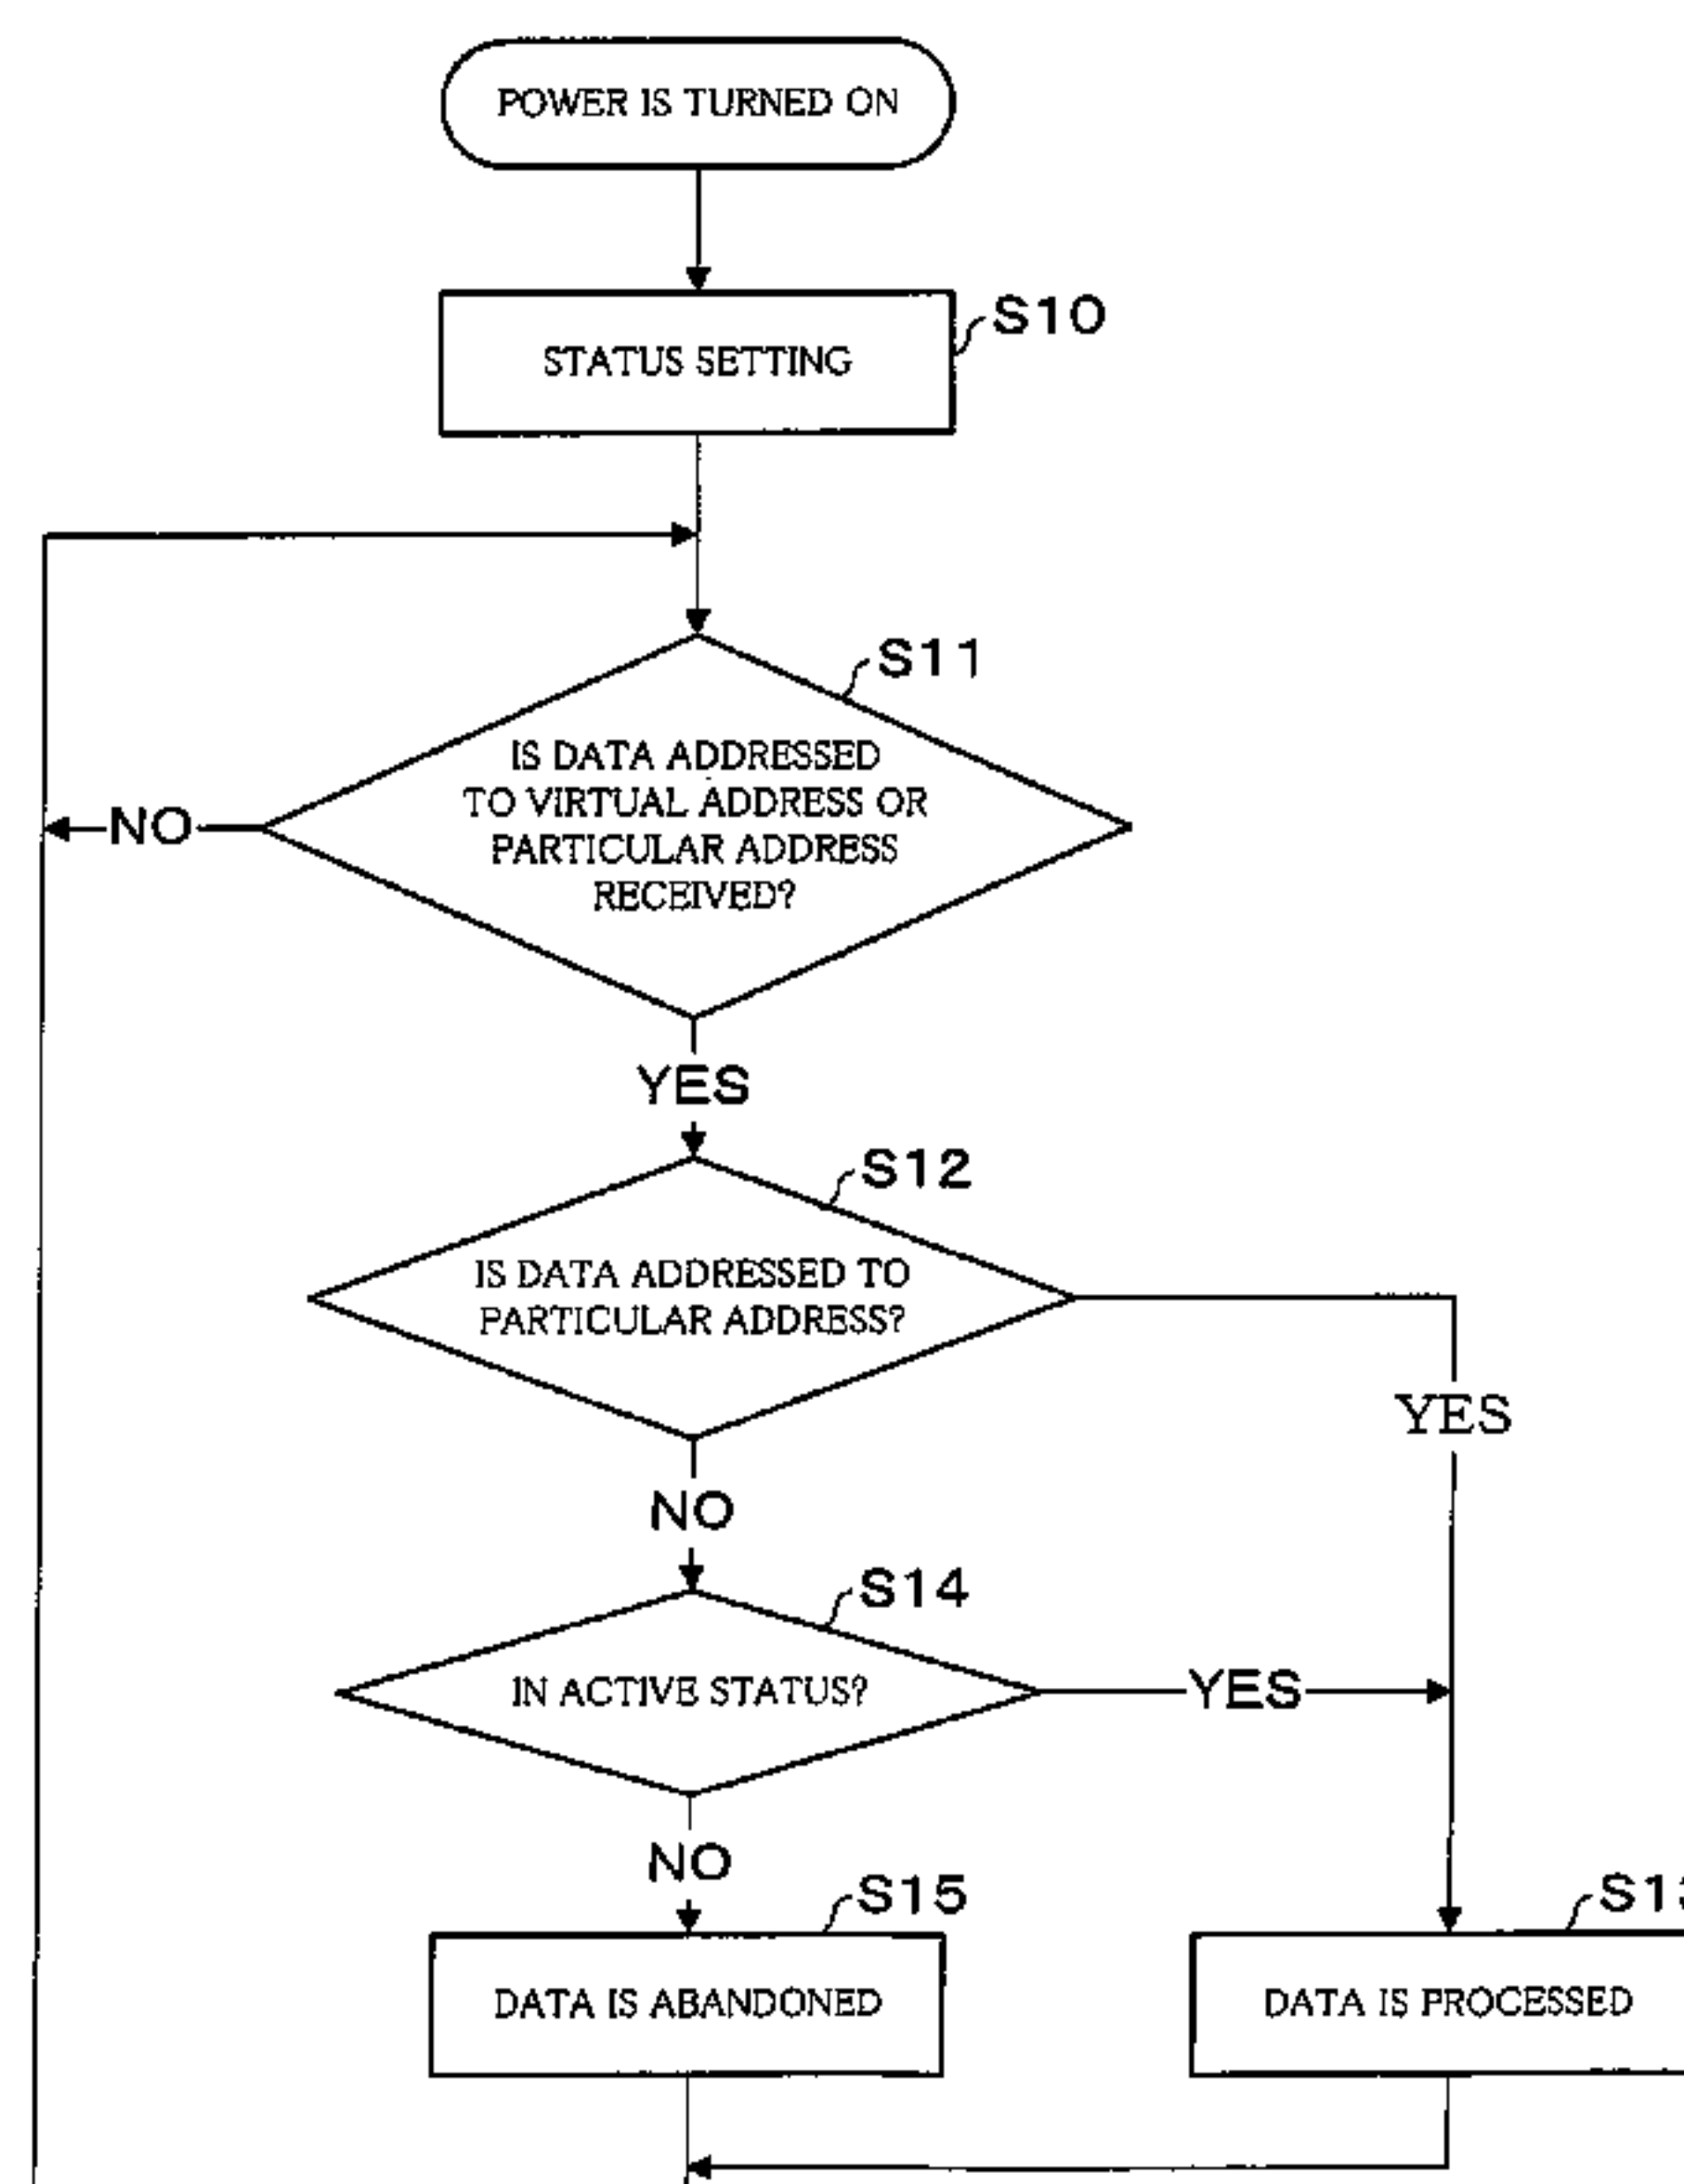 POWER IS TURNED ON
S10
STATUS SETTING
S11
IS DATA ADDRESSED
TO VIRTUAL ADDRESS OR
PARTICULAR ADDRESS
RECEIVED?
NO
YES
S12
IS DATA ADDRESSED TO
PARTICULAR ADDRESS?
YES
NO
S14
IN ACTIVE STATUS?
YES
NO
S15
S13
DATA IS ABANDONED
DATA IS PROCESSED